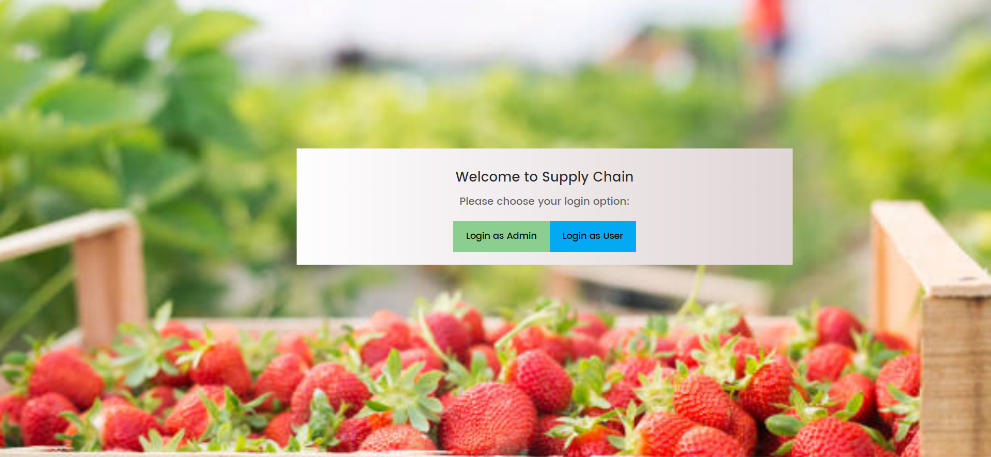 Welcome to Supply Chain
Please choose your login option:
Login as Admin Login as User